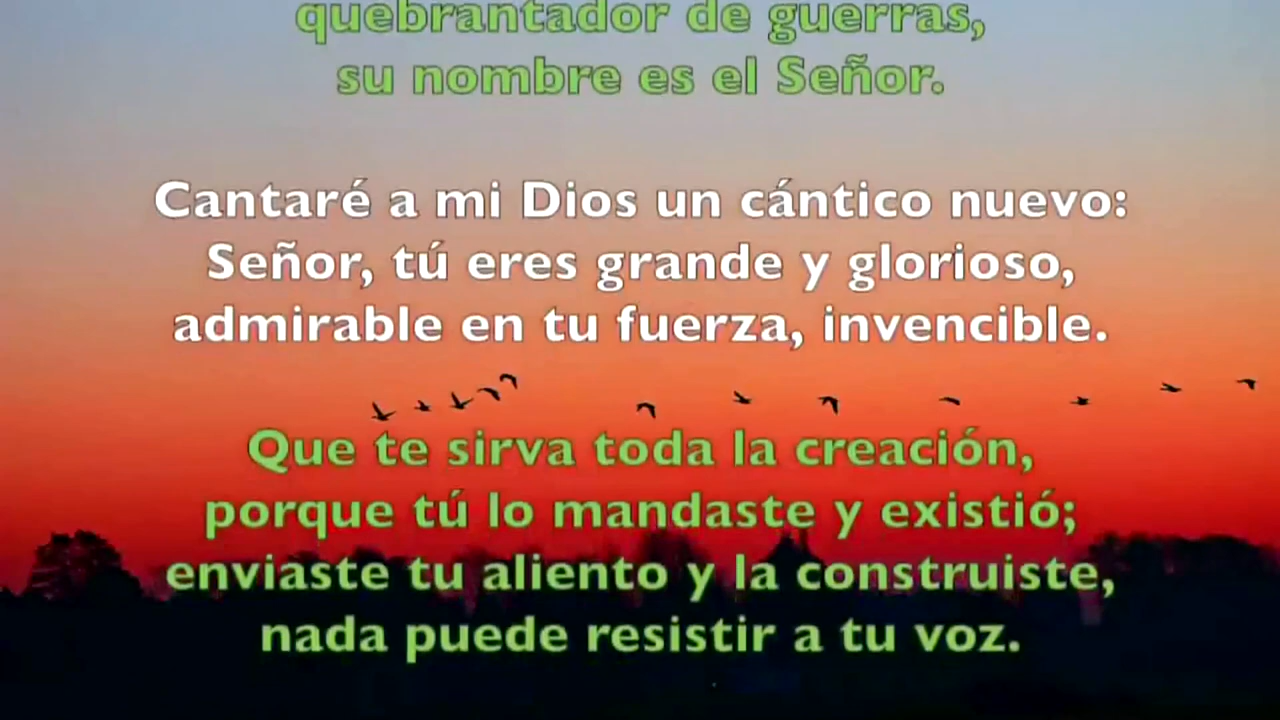 quebrantador de guerras,
su nombre es el Señor.
Cantaré a mi Dios un cántico nuevo:
Señor, tú eres grande y glorioso,
admirable en tu fuerza, invencible.
Que te sirva toda la creación,
porque tú lo mandaste y existió;
enviaste tu aliento y la construiste,
nada puede resistir a tu voz.